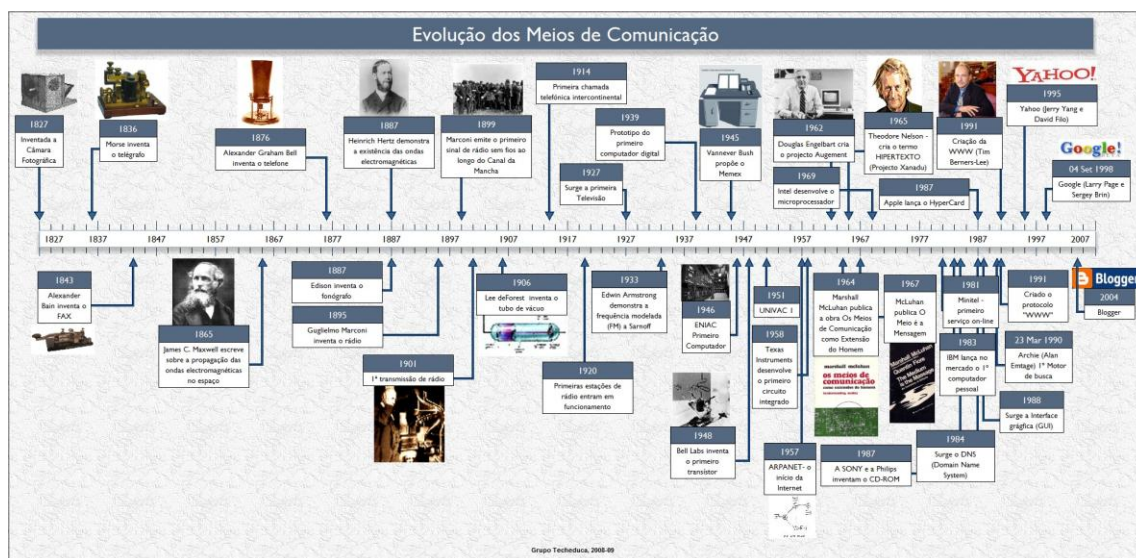 Evolução dos Meios de Comunicação
1827
Inventada a
Câmara
Fotográfica
1836
Morse inventa
o telégrafo
1876
Alexander Graham Bell
inventa o telefone
1887
Heinrich Hertz demonstra
a existência das ondas
electromagnéticas
1899
Marconi emite o primeiro
sinal de rádio sem fios ao
longo do Canal da
Mancha
1914
Primeira chamada
telefónica intercontinental
1927
Surge a primeira
Televisão
1939
Prototipo do
primeiro
computador digital
1945
Vannever Bush
propõe o
Memex
1962
Douglas Engelbart cria
o projecto Augement
1969
Intel desenvolve o
microprocessador
1965
Theodore Nelson -
cria o termo
HIPERTEXTO
(Projecto Xanadu)
1987
Apple lança o HyperCard
1991
Criação da
WWW (Tim
Berners-Lee)
YAHOO!
1995
Yahoo (Jerry Yang e
David Filo)
Google!
04 Set 1998
Google (Larry Page e
Sergey Brin)
1827 1837 1847 1857 1867 1877 1887 1897 1907 1917 1927 1937 1947 1957 1967 1977 1987 1997 2007
1843
Alexander
Bain inventa o
FAX
1865
James C. Maxwell escreve
sobre a propagação das
ondas electromagnéticas
no espaço
1887
Edison inventa o
fonógrafo
1895
Guglielmo Marconi
inventa o rádio
1901
1ª transmissão de rádio
1906
Lee deForest inventa o
tubo de vácuo
1920
Primeiras estações de
rádio entram em
funcionamento
1933
Edwin Armstrong
demonstra a
frequência modelada
(FM) a Sarnoff
1946
ENIAC
Primeiro
Computador
1948
Bell Labs inventa
o primeiro
transístor
1951
UNIVAC I
1958
Texas
Instruments
desenvolve
o primeiro
circuito
integrado
1957
ARPANET- o
início da
Internet
1964
Marshall
McLuhan publica
a obra Os Meios
de Comunicação
como Extensão
do Homem
marshall mcluhan
os meios de
comunicação
1967
McLuhan
publica O
Meio é a
Mensagem
Marshall McLuhan
Quentin Fiore
The Medium
is the Massage
1987
A SONY e a Philips
inventam o CD-ROM
1981
Minitel -
primeiro
serviço on-line
1983
IBM lança no
mercado o 1º
computador
pessoal
1984
Surge o DNS
(Domain Name
System)
1991
Criado o
protocolo
"WWW"
23 Mar 1990
Archie (Alan
Emtage) 1º Motor
de busca
1988
Surge a Interface
grágfica (GUI)
Blogger
2004
Blogger
Grupo Techeduca, 2008-09